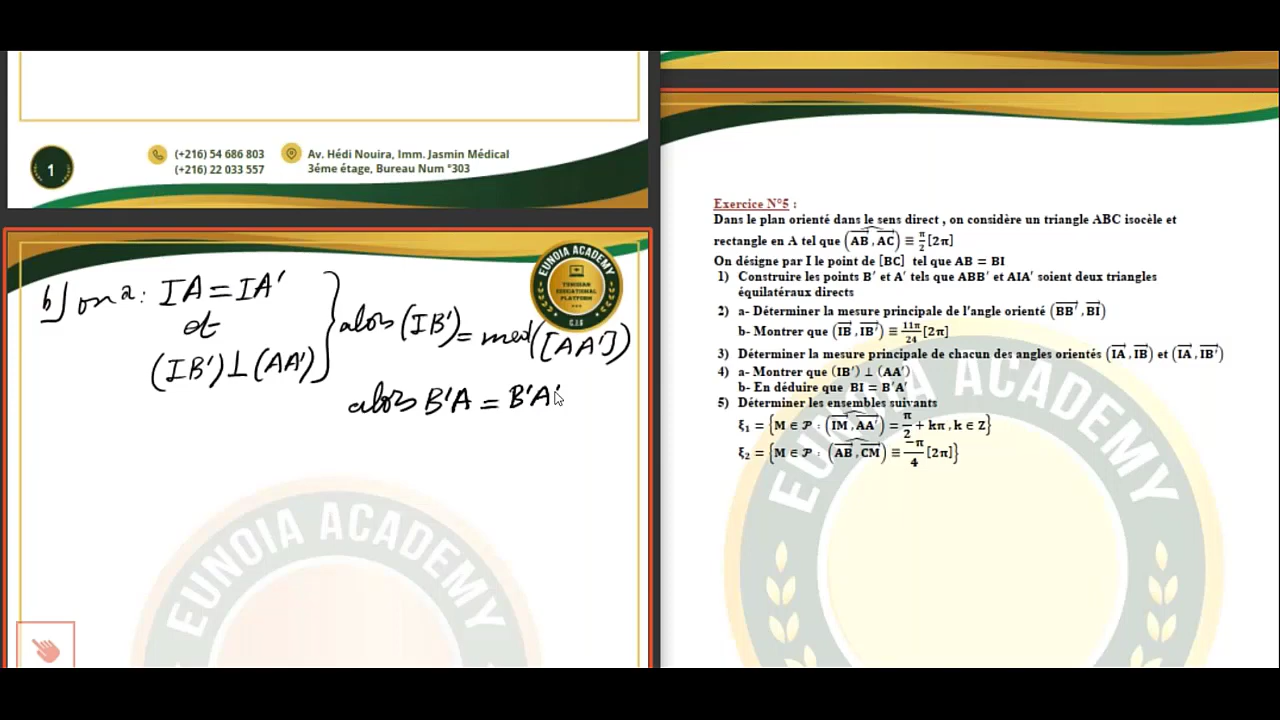 1
(+216) 54 686 803
(+216) 22 033 557
Av. Hédi Nouira, Imm. Jasmin Médical
3éme étage, Bureau Num °303
EUNOIA ACADEMY
TUNISIAN
EDUCATIONAL
PLATFORM
b) on a : IA = IA'
et
(IB') ⊥ (AA')
alors (IB') = med([AA'])
alors B'A = B'A'
EUNOIA ACADEMY
Exercice N°5 :
Dans le plan orienté dans le sens direct , on considère un triangle ABC isocèle et
rectangle en A tel que (AB⃗ , AC⃗) ≡ π/2 [2π]
On désigne par I le point de [BC] tel que AB = BI
1) Construire les points B' et A' tels que ABB' et AIA' soient deux triangles
équilatéraux directs
2) a- Déterminer la mesure principale de l'angle orienté (BB'⃗ , BI⃗)
b- Montrer que (IB⃗ , IB'⃗) ≡ 11π/24 [2π]
3) Déterminer la mesure principale de chacun des angles orientés (IA⃗ , IB⃗) et (IA⃗ , IB'⃗)
4) a- Montrer que (IB') ⊥ (AA')
b- En déduire que BI = B'A'
5) Déterminer les ensembles suivants
ξ₁ = {M ∈ 𝒫 : (IM⃗ , AA'⃗) = π/2 + kπ , k ∈ Z}
ξ₂ = {M ∈ 𝒫 : (AB⃗ , CM⃗) ≡ −π/4 [2π]}
EUNOIA ACADEMY